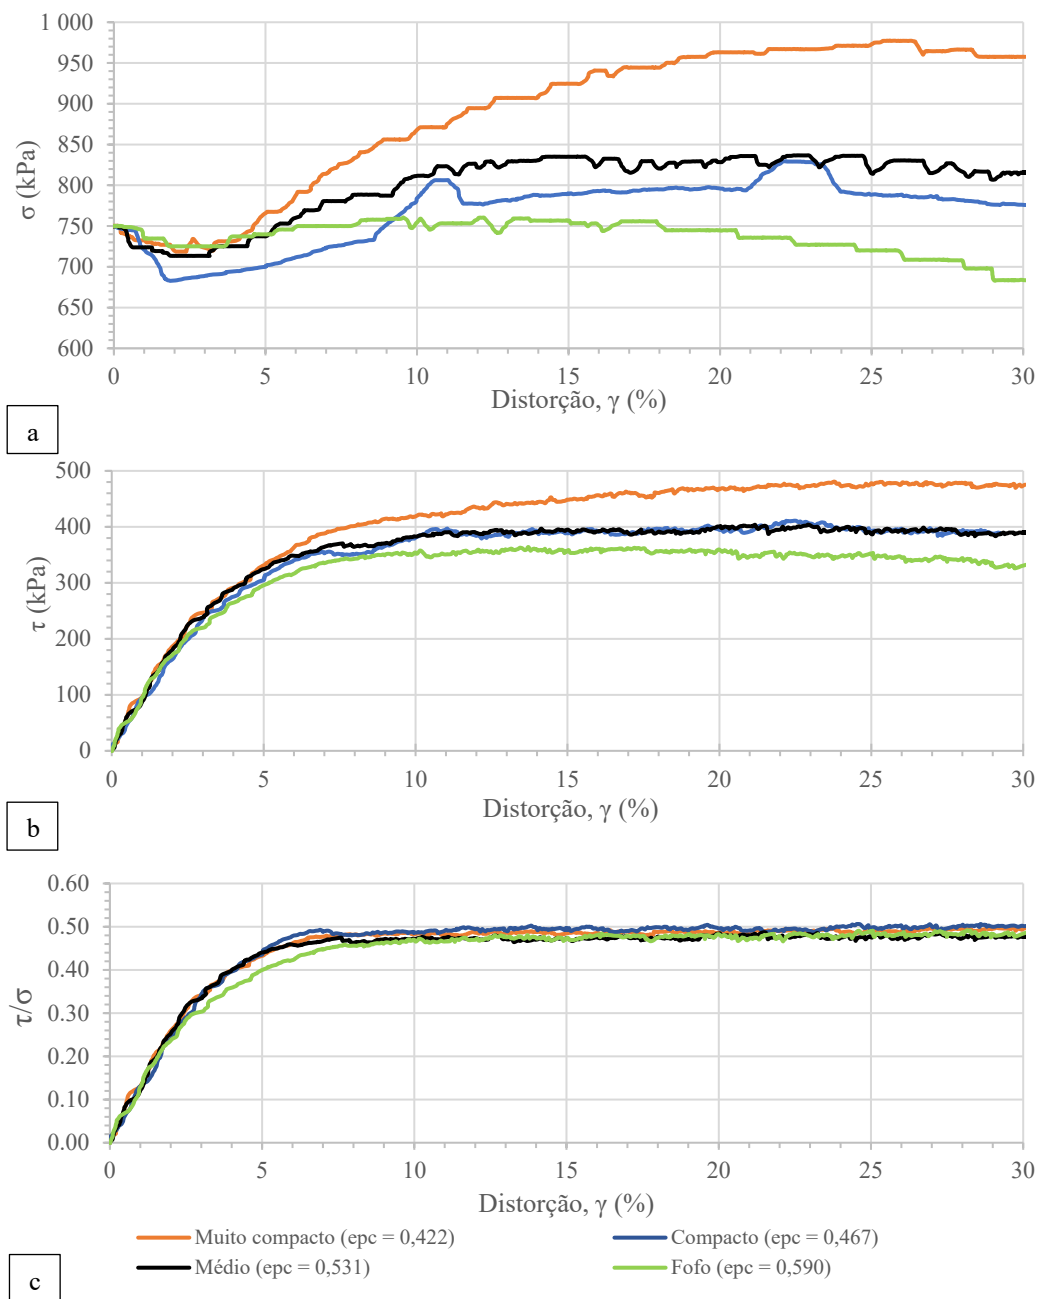 1 000
950
900
850
800
750
700
650
600
σ (kPa)
0 5 10 15 20 25 30
Distorção, γ (%)
a
500
400
300
200
100
0
τ (kPa)
0 5 10 15 20 25 30
Distorção, γ (%)
b
0.60
0.50
0.40
0.30
0.20
0.10
0.00
τ/σ
0 5 10 15 20 25 30
Distorção, γ (%)
Muito compacto (epc = 0,422) Compacto (epc = 0,467)
Médio (epc = 0,531) Fofo (epc = 0,590)
c